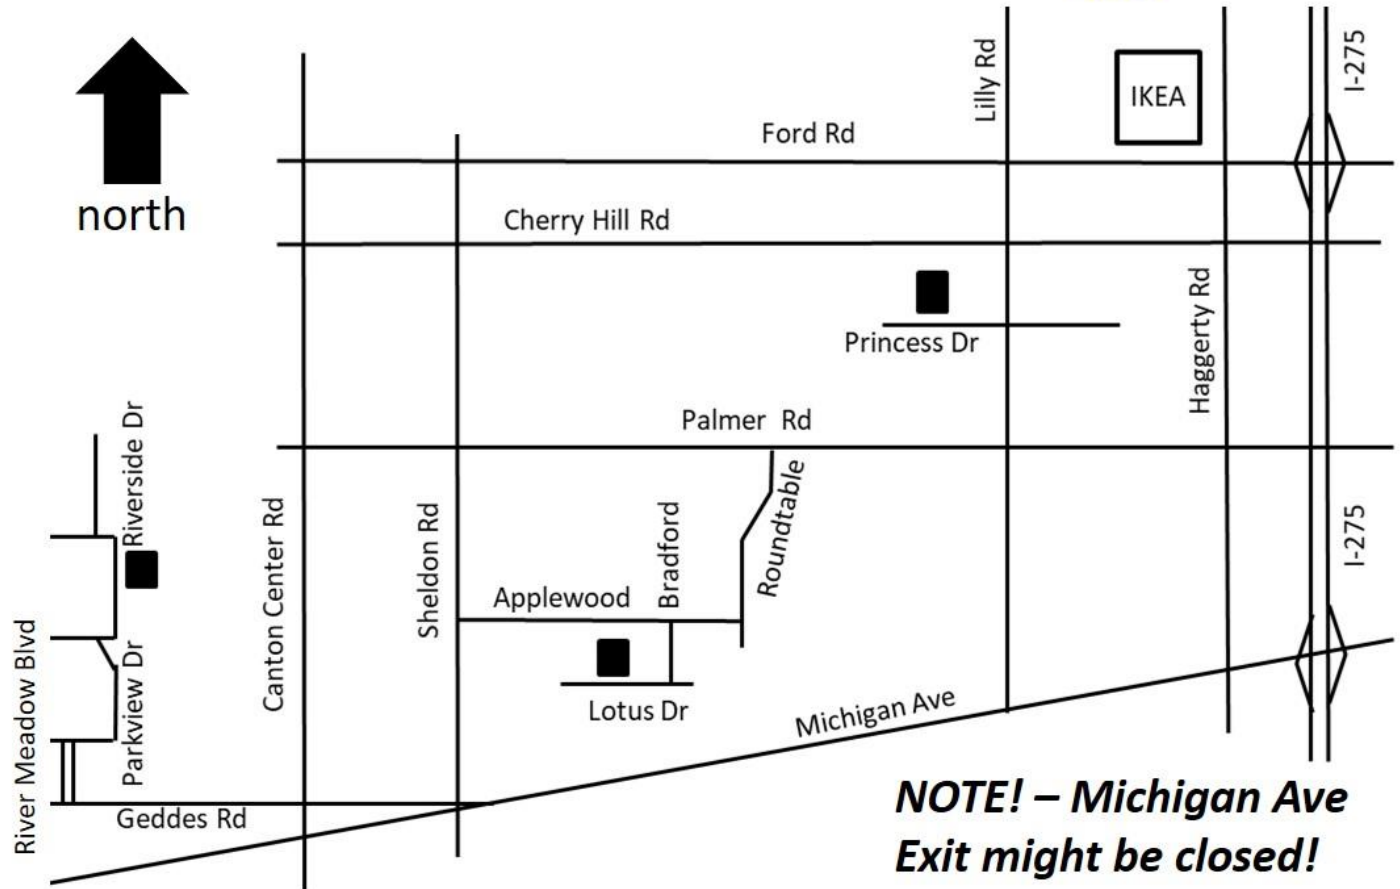 I-275
Lilly Rd
IKEA
Ford Rd
north
Cherry Hill Rd
Haggerty Rd
Princess Dr
Palmer Rd
Riverside Dr
Roundtable
Canton Center Rd
Sheldon Rd
Bradford
I-275
Applewood
River Meadow Blvd
Parkview Dr
Lotus Dr
Michigan Ave
Geddes Rd
NOTE! – Michigan Ave
Exit might be closed!